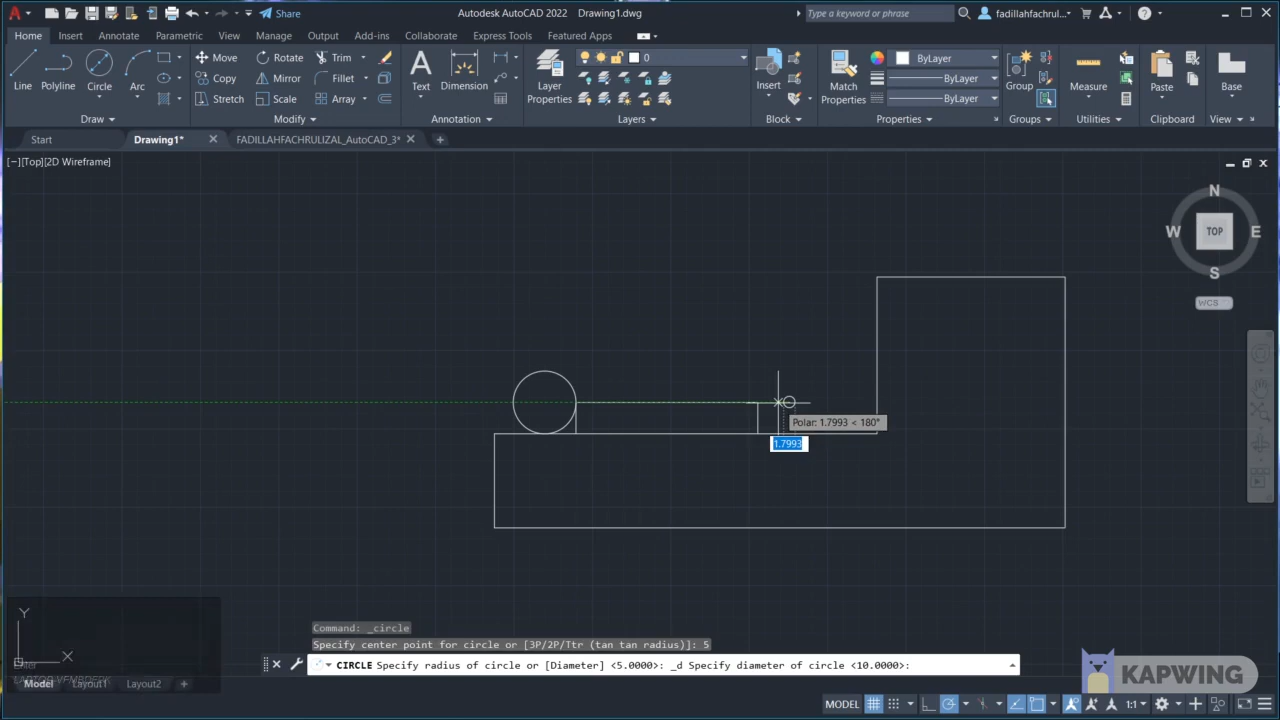 Share
Autodesk AutoCAD 2022 Drawing1.dwg
Type a keyword or phrase
fadillahfachrul...
Home Insert Annotate Parametric View Manage Output Add-ins Collaborate Express Tools Featured Apps
Move Rotate Trim
Copy Mirror Fillet
Stretch Scale Array
Line Polyline Circle Arc
Text Dimension
Layer Properties
0
Insert
Match Properties
ByLayer
ByLayer
ByLayer
Group
Measure
Paste
Base
Draw Modify Annotation Layers Block Properties Groups Utilities Clipboard View
Start Drawing1* FADILLAHFACHRULIZAL_AutoCAD_3*
[−][Top][2D Wireframe]
N
W TOP E
S
WCS
Polar: 1.7993 < 180°
1.7993
Y
X
Command: _circle
Specify center point for circle or [3P/2P/Ttr (tan tan radius)]: 5
CIRCLE Specify radius of circle or [Diameter] <5.0000>: _d Specify diameter of circle <10.0000>:
Model Layout1 Layout2
KAPWING
MODEL 1:1